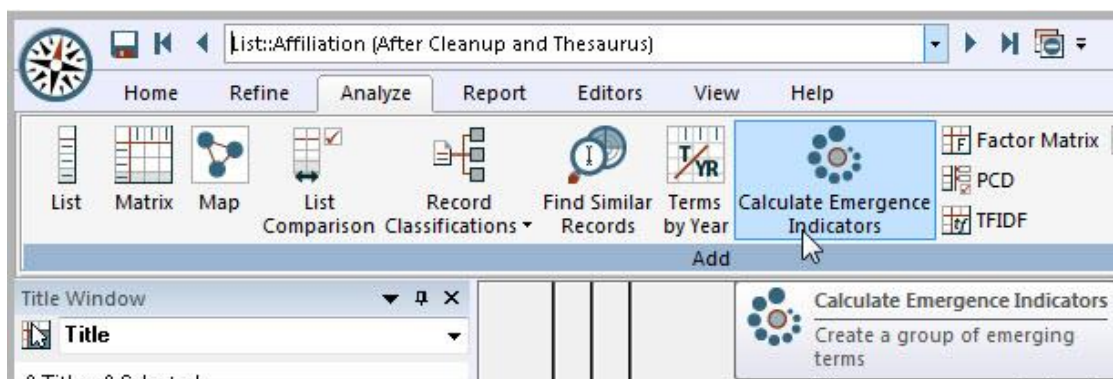 List::Affiliation (After Cleanup and Thesaurus)
Home Refine Analyze Report Editors View Help
List Matrix Map List Comparison Record Classifications Find Similar Records T/YR Terms by Year Calculate Emergence Indicators
F Factor Matrix
PCD
tf TFIDF
Add
Title Window
Title
Calculate Emergence Indicators
Create a group of emerging
terms